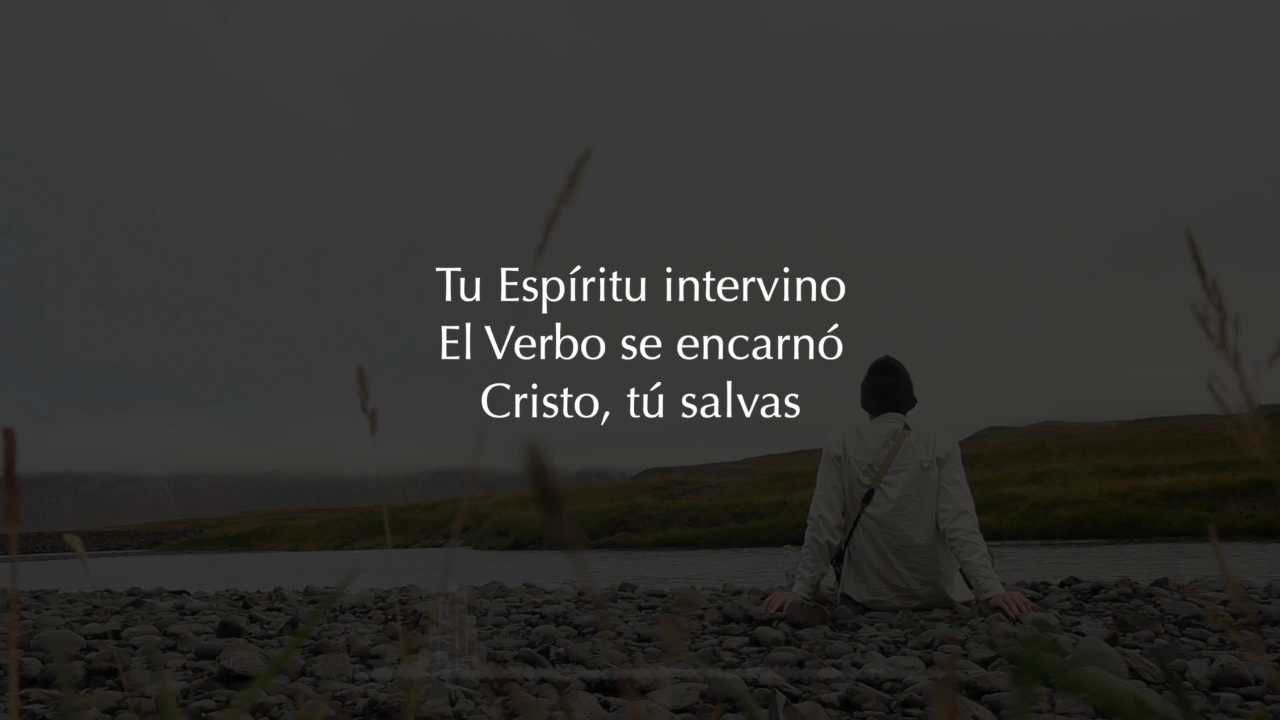 Tu Espíritu intervino
El Verbo se encarnó
Cristo, tú salvas